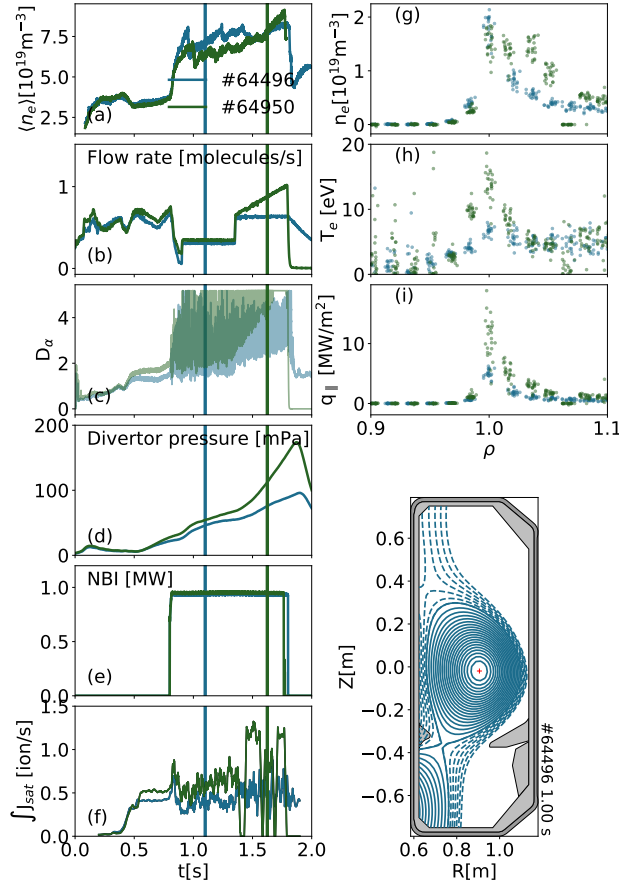 ⟨n_e⟩[10^19 m^−3]
7.5
5.0
2.5
#64496
#64950
(a)
Flow rate [molecules/s]
1
0
(b)
D_α
4
2
0
(c)
Divertor pressure [mPa]
200
100
0
(d)
NBI [MW]
1.0
0.5
0.0
(e)
∫J_sat [ion/s]
1.5
1.0
0.5
0.0
(f)
0.0 0.5 1.0 1.5 2.0
t[s]
(g)
n_e[10^19 m^−3]
2
1
0
(h)
T_e [eV]
20
10
0
(i)
q_∥ [MW/m^2]
10
0
0.9 1.0 1.1
ρ
Z[m]
0.6
0.4
0.2
0.0
−0.2
−0.4
−0.6
0.6 0.8 1.0
R[m]
#64496 1.00 s